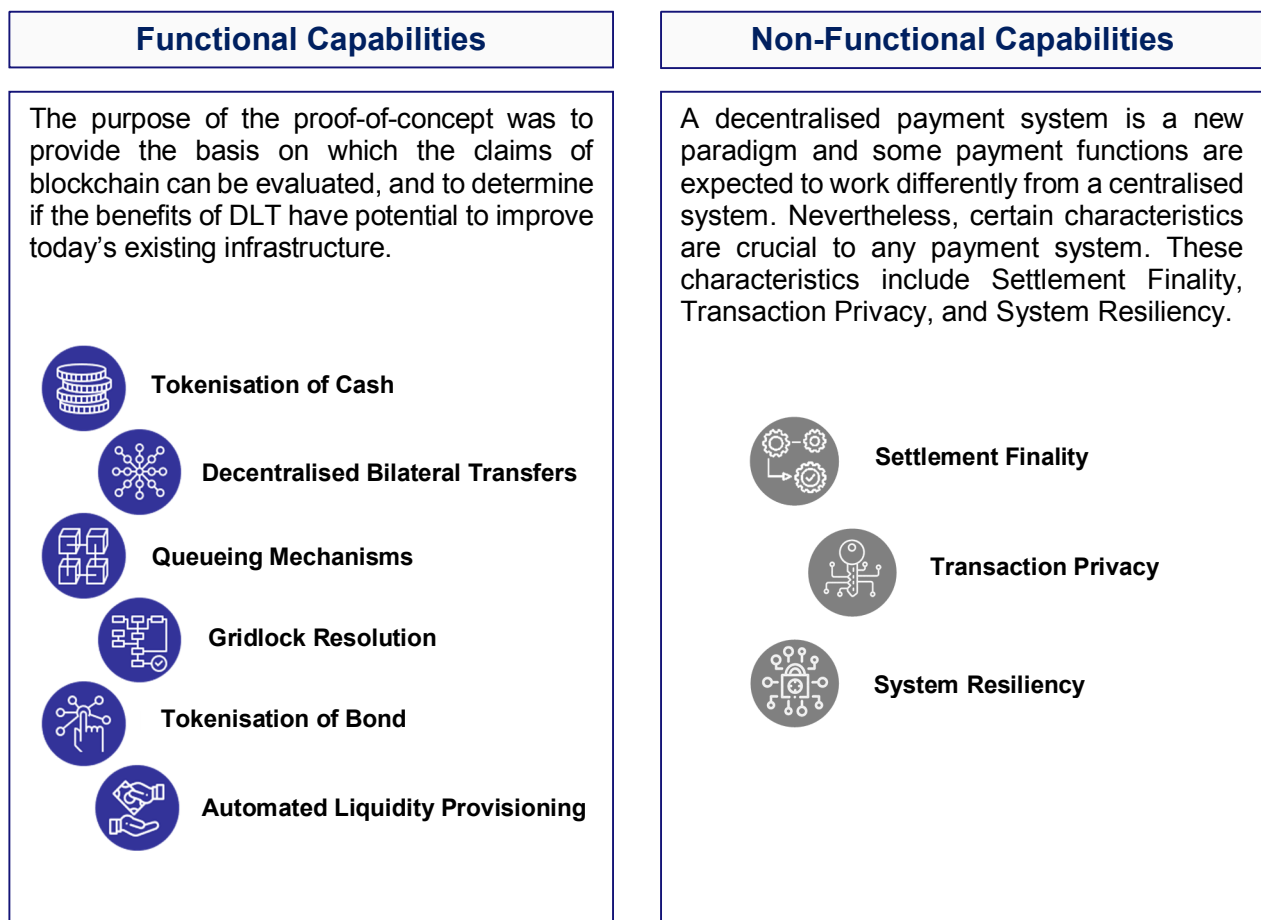 Functional Capabilities
The purpose of the proof-of-concept was to
provide the basis on which the claims of
blockchain can be evaluated, and to determine
if the benefits of DLT have potential to improve
today’s existing infrastructure.
Tokenisation of Cash
Decentralised Bilateral Transfers
Queueing Mechanisms
Gridlock Resolution
Tokenisation of Bond
Automated Liquidity Provisioning
Non-Functional Capabilities
A decentralised payment system is a new
paradigm and some payment functions are
expected to work differently from a centralised
system. Nevertheless, certain characteristics
are crucial to any payment system. These
characteristics include Settlement Finality,
Transaction Privacy, and System Resiliency.
Settlement Finality
Transaction Privacy
System Resiliency